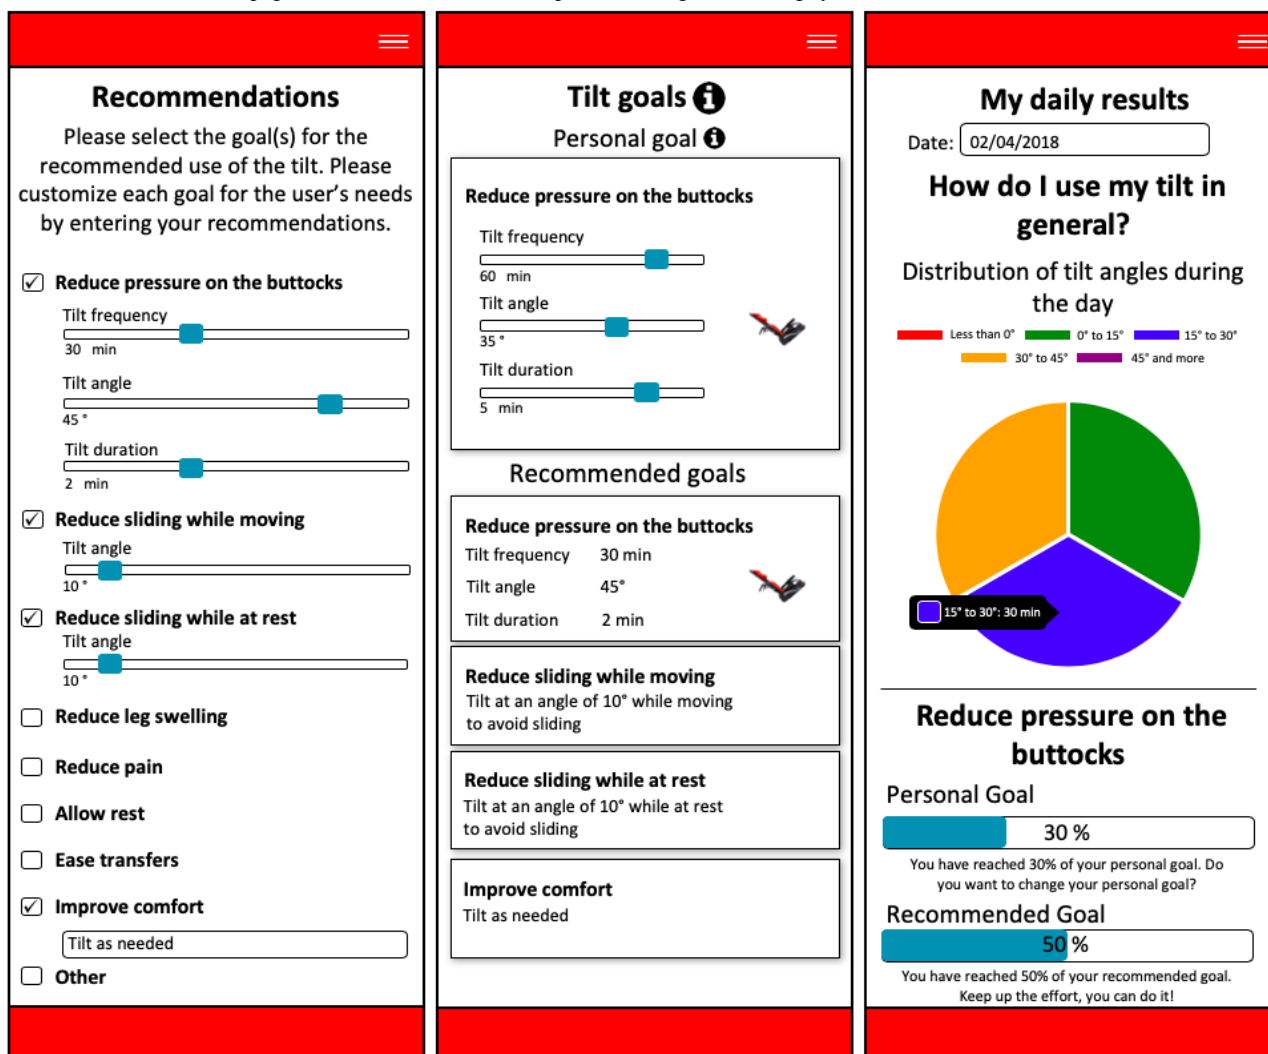 Recommendations
Please select the goal(s) for the
recommended use of the tilt. Please
customize each goal for the user's needs
by entering your recommendations.
Reduce pressure on the buttocks
Tilt frequency
30 min
Tilt angle
45 °
Tilt duration
2 min
Reduce sliding while moving
Tilt angle
10 °
Reduce sliding while at rest
Tilt angle
10 °
Reduce leg swelling
Reduce pain
Allow rest
Ease transfers
Improve comfort
Tilt as needed
Other
Tilt goals
Personal goal
Reduce pressure on the buttocks
Tilt frequency
60 min
Tilt angle
35 °
Tilt duration
5 min
Recommended goals
Reduce pressure on the buttocks
Tilt frequency 30 min
Tilt angle 45°
Tilt duration 2 min
Reduce sliding while moving
Tilt at an angle of 10° while moving
to avoid sliding
Reduce sliding while at rest
Tilt at an angle of 10° while at rest
to avoid sliding
Improve comfort
Tilt as needed
My daily results
Date: 02/04/2018
How do I use my tilt in
general?
Distribution of tilt angles during
the day
Less than 0° 0° to 15° 15° to 30°
30° to 45° 45° and more
15° to 30°: 30 min
Reduce pressure on the
buttocks
Personal Goal
30 %
You have reached 30% of your personal goal. Do
you want to change your personal goal?
Recommended Goal
50 %
You have reached 50% of your recommended goal.
Keep up the effort, you can do it!